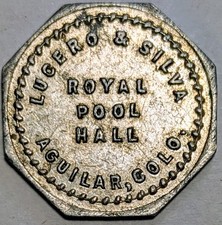 LUCERO & SILVA
ROYAL
POOL
HALL
AGUILAR, COLO.